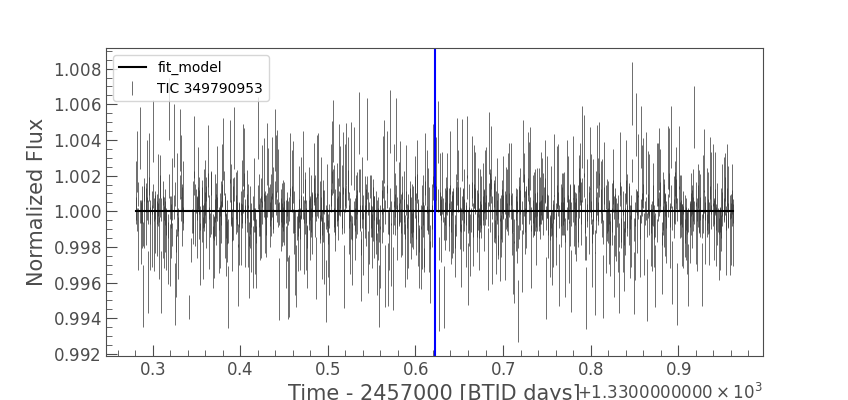 fit_model
TIC 349790953
1.008
1.006
1.004
1.002
1.000
0.998
0.996
0.994
0.992
Normalized Flux
0.3 0.4 0.5 0.6 0.7 0.8 0.9
Time - 2457000 [BTJD days]
+1.3300000000 × 10³